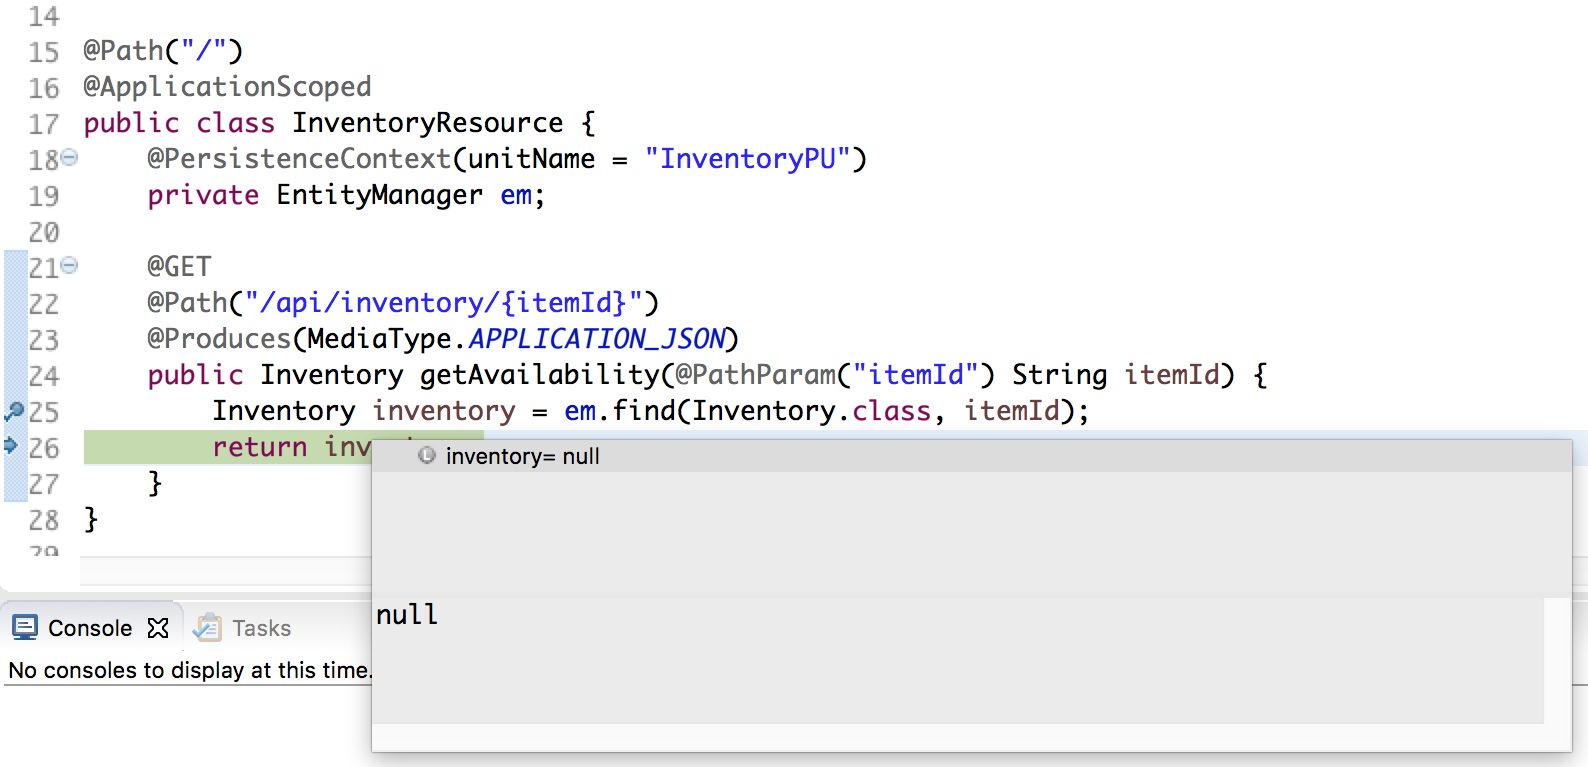 14
15 @Path("/")
16 @ApplicationScoped
17 public class InventoryResource {
18 @PersistenceContext(unitName = "InventoryPU")
19 private EntityManager em;
20
21 @GET
22 @Path("/api/inventory/{itemId}")
23 @Produces(MediaType.APPLICATION_JSON)
24 public Inventory getAvailability(@PathParam("itemId") String itemId) {
25 Inventory inventory = em.find(Inventory.class, itemId);
26 return inv
inventory= null
27 }
28 }
29
null
Console Tasks
No consoles to display at this time.